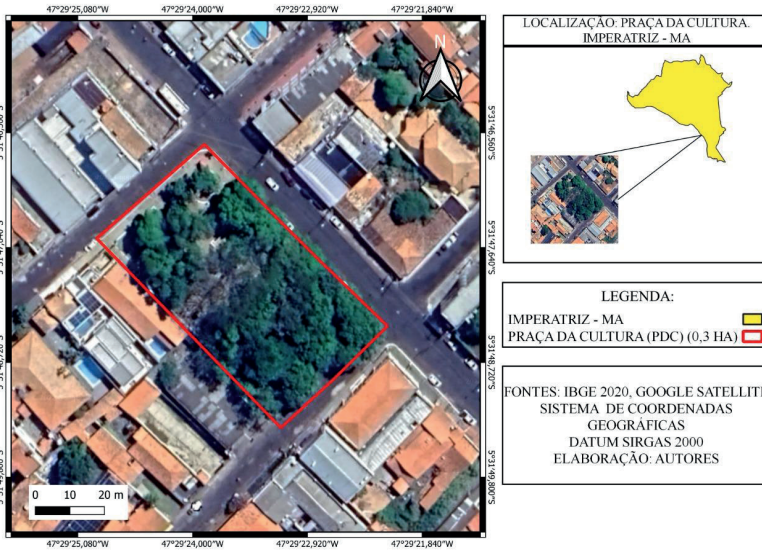 47°29'25,080"W 47°29'24,000"W 47°29'22,920"W 47°29'21,840"W
N
5°31'46,560"S
5°31'47,640"S
5°31'48,720"S
5°31'49,800"S
0 10 20 m
47°29'25,080"W 47°29'24,000"W 47°29'22,920"W 47°29'21,840"W
LOCALIZAÇÃO: PRAÇA DA CULTURA.
IMPERATRIZ - MA
LEGENDA:
IMPERATRIZ - MA
PRAÇA DA CULTURA (PDC) (0,3 HA)
FONTES: IBGE 2020, GOOGLE SATELLIT
SISTEMA DE COORDENADAS
GEOGRÁFICAS
DATUM SIRGAS 2000
ELABORAÇÃO: AUTORES